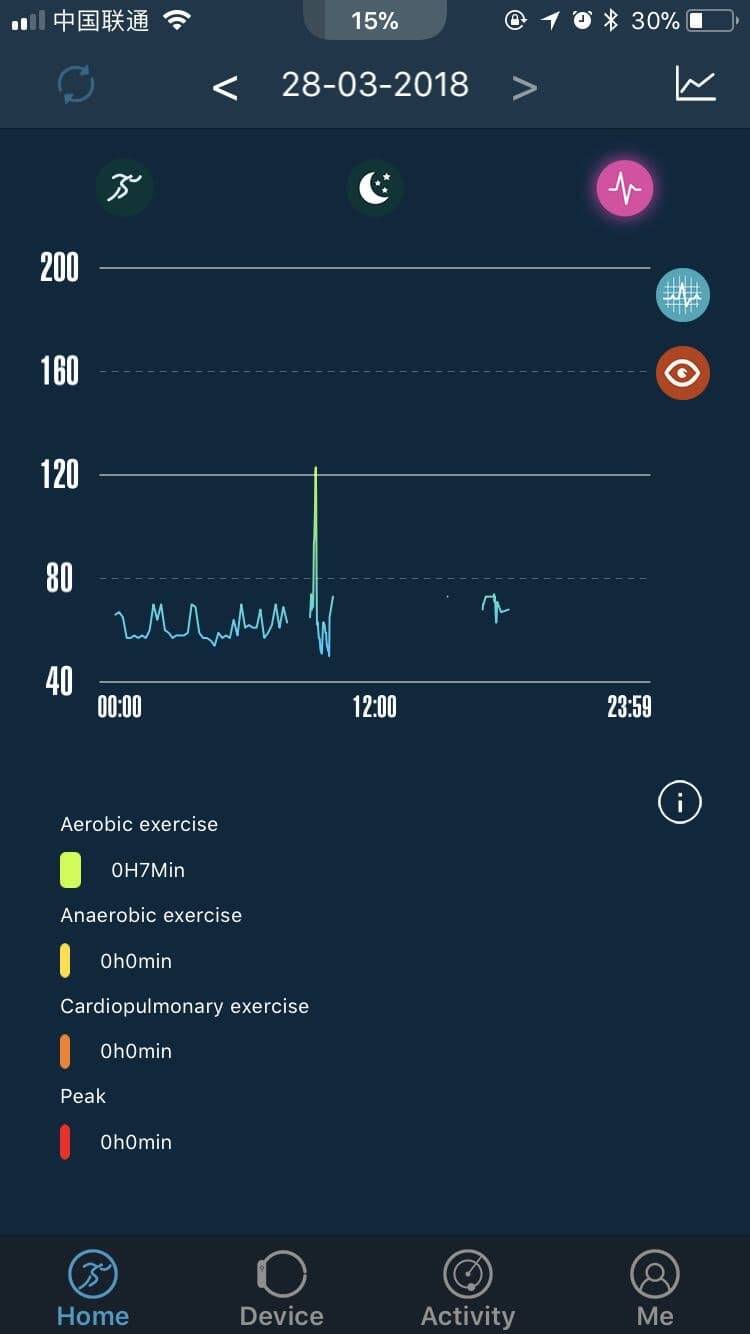 中国联通 15% 30%
< 28-03-2018 >
200
160
120
80
40
00:00 12:00 23:59
Aerobic exercise
0H7Min
Anaerobic exercise
0h0min
Cardiopulmonary exercise
0h0min
Peak
0h0min
Home Device Activity Me